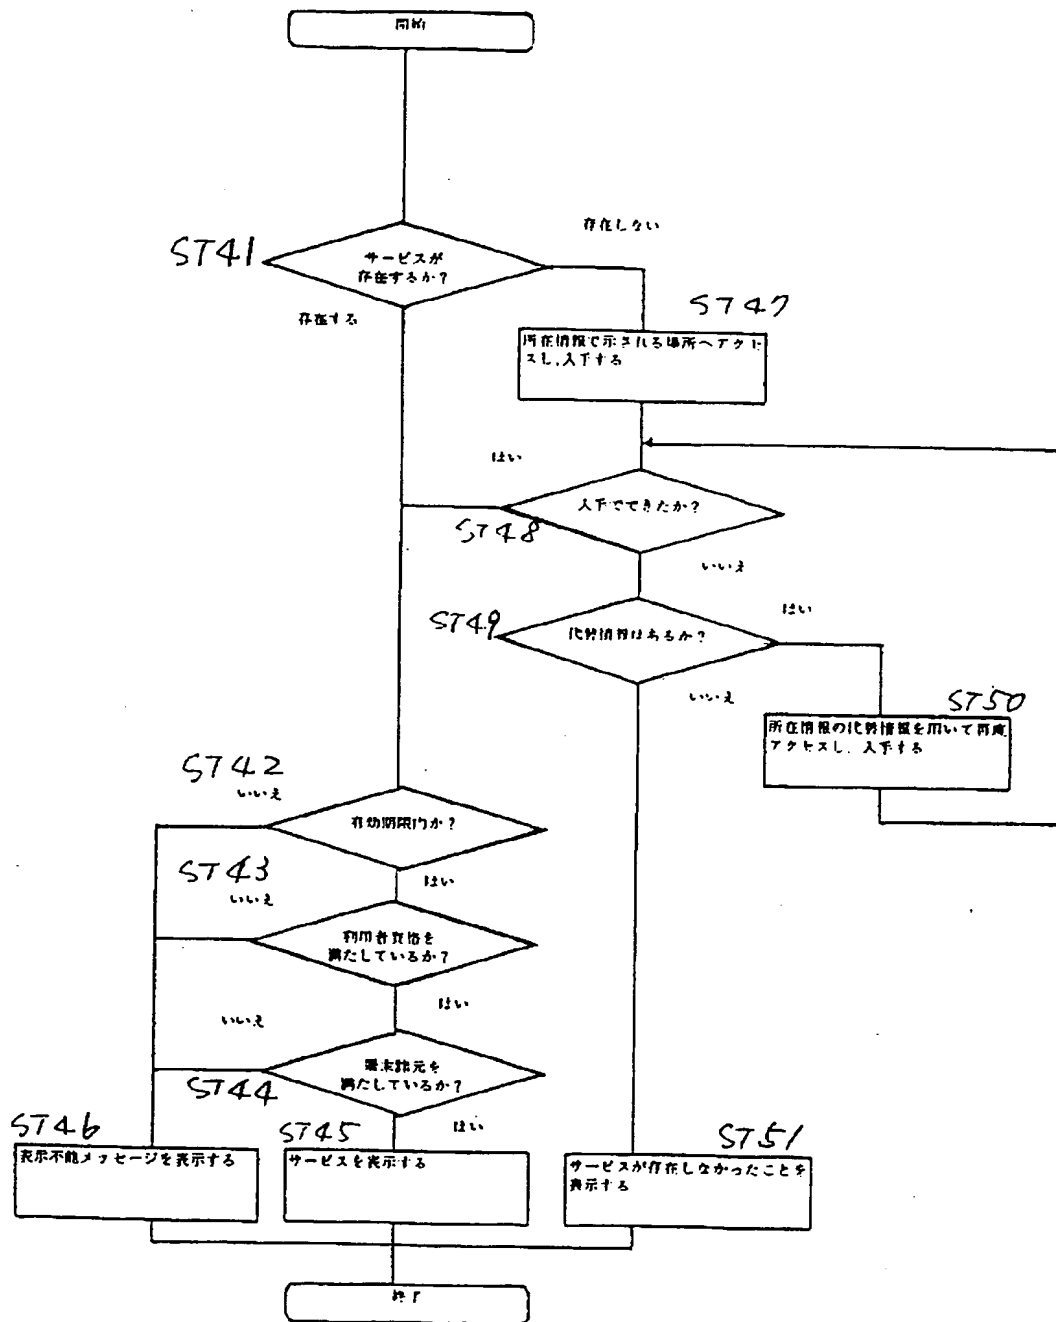 開始
存在しない
ST41
サービスが
存在するか?
存在する
ST47
所在情報で示される場所へアクセ
スし、入手する
はい
入手できたか?
ST48
いいえ
ST49
代替情報はあるか?
はい
いいえ
ST50
所在情報の代替情報を用いて再度
アクセスし、入手する
ST42
いいえ
有効期限内か?
はい
ST43
いいえ
利用者資格を
満たしているか?
はい
いいえ
端末諸元を
満たしているか?
ST44
はい
ST46
表示不能メッセージを表示する
ST45
サービスを表示する
ST51
サービスが存在しなかったことを
表示する
終了